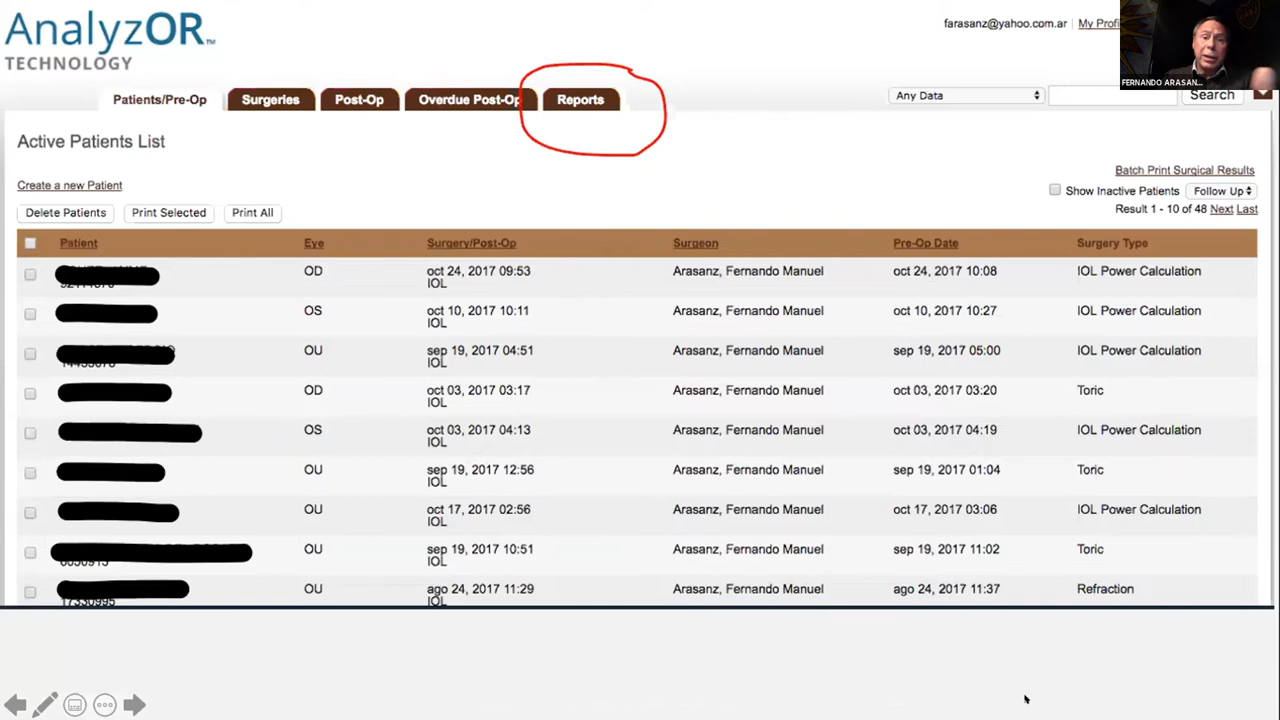 AnalyzOR™
TECHNOLOGY
farasanz@yahoo.com.ar My Profi
FERNANDO ARASAN...
Patients/Pre-Op Surgeries Post-Op Overdue Post-Op Reports Any Data Search
Active Patients List
Batch Print Surgical Results
Create a new Patient
Show Inactive Patients Follow Up
Delete Patients Print Selected Print All
Result 1 - 10 of 48 Next Last
Patient Eye Surgery/Post-Op Surgeon Pre-Op Date Surgery Type
OD oct 24, 2017 09:53 Arasanz, Fernando Manuel oct 24, 2017 10:08 IOL Power Calculation
IOL
OS oct 10, 2017 10:11 Arasanz, Fernando Manuel oct 10, 2017 10:27 IOL Power Calculation
IOL
OU sep 19, 2017 04:51 Arasanz, Fernando Manuel sep 19, 2017 05:00 IOL Power Calculation
IOL
OD oct 03, 2017 03:17 Arasanz, Fernando Manuel oct 03, 2017 03:20 Toric
IOL
OS oct 03, 2017 04:13 Arasanz, Fernando Manuel oct 03, 2017 04:19 IOL Power Calculation
IOL
OU sep 19, 2017 12:56 Arasanz, Fernando Manuel sep 19, 2017 01:04 Toric
IOL
OU oct 17, 2017 02:56 Arasanz, Fernando Manuel oct 17, 2017 03:06 IOL Power Calculation
IOL
OU sep 19, 2017 10:51 Arasanz, Fernando Manuel sep 19, 2017 11:02 Toric
IOL
OU ago 24, 2017 11:29 Arasanz, Fernando Manuel ago 24, 2017 11:37 Refraction
IOL